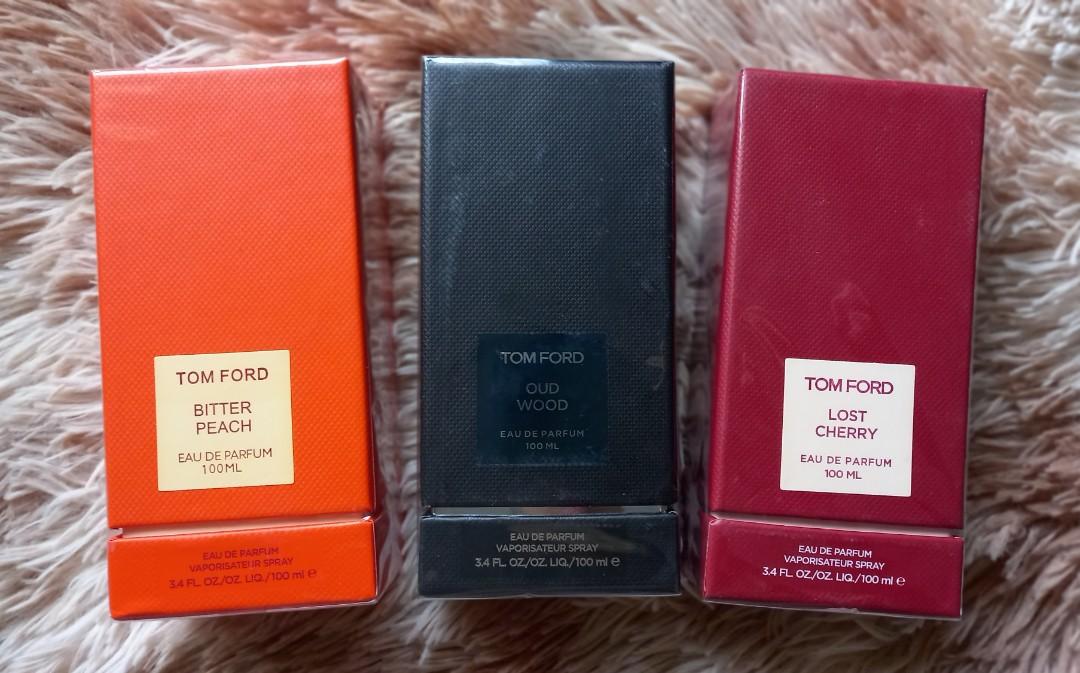 TOM FORD
BITTER
PEACH
EAU DE PARFUM
100ML
EAU DE PARFUM
VAPORISATEUR SPRAY
3.4 FL. OZ/OZ. LIQ./100 ml ℮
TOM FORD
OUD
WOOD
EAU DE PARFUM
100 ML
EAU DE PARFUM
VAPORISATEUR SPRAY
3.4 FL. OZ/OZ. LIQ./100 ml ℮
TOM FORD
LOST
CHERRY
EAU DE PARFUM
100 ML
EAU DE PARFUM
VAPORISATEUR SPRAY
3.4 FL. OZ/OZ. LIQ./100 ml ℮